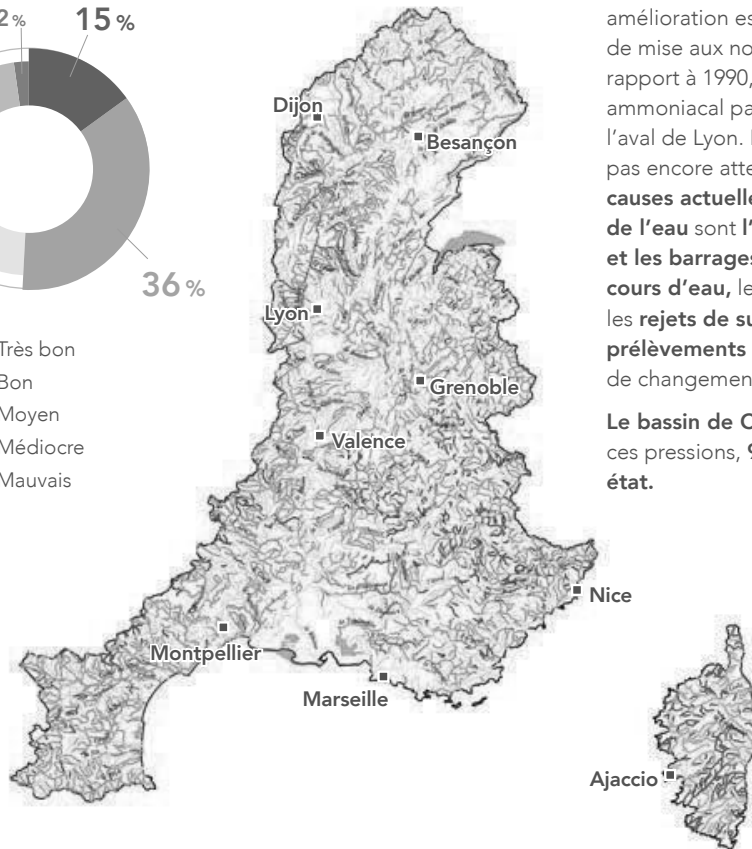 2 %
15 %
36 %
Très bon
Bon
Moyen
Médiocre
Mauvais
Dijon
Besançon
Lyon
Grenoble
Valence
Nice
Montpellier
Marseille
Ajaccio
amélioration es
de mise aux no
rapport à 1990,
ammoniacal pa
l’aval de Lyon.
pas encore atte
causes actuelle
de l’eau sont l’
et les barrages
cours d’eau, le
les rejets de su
prélèvements
de changemen
Le bassin de C
ces pressions, 9
état.